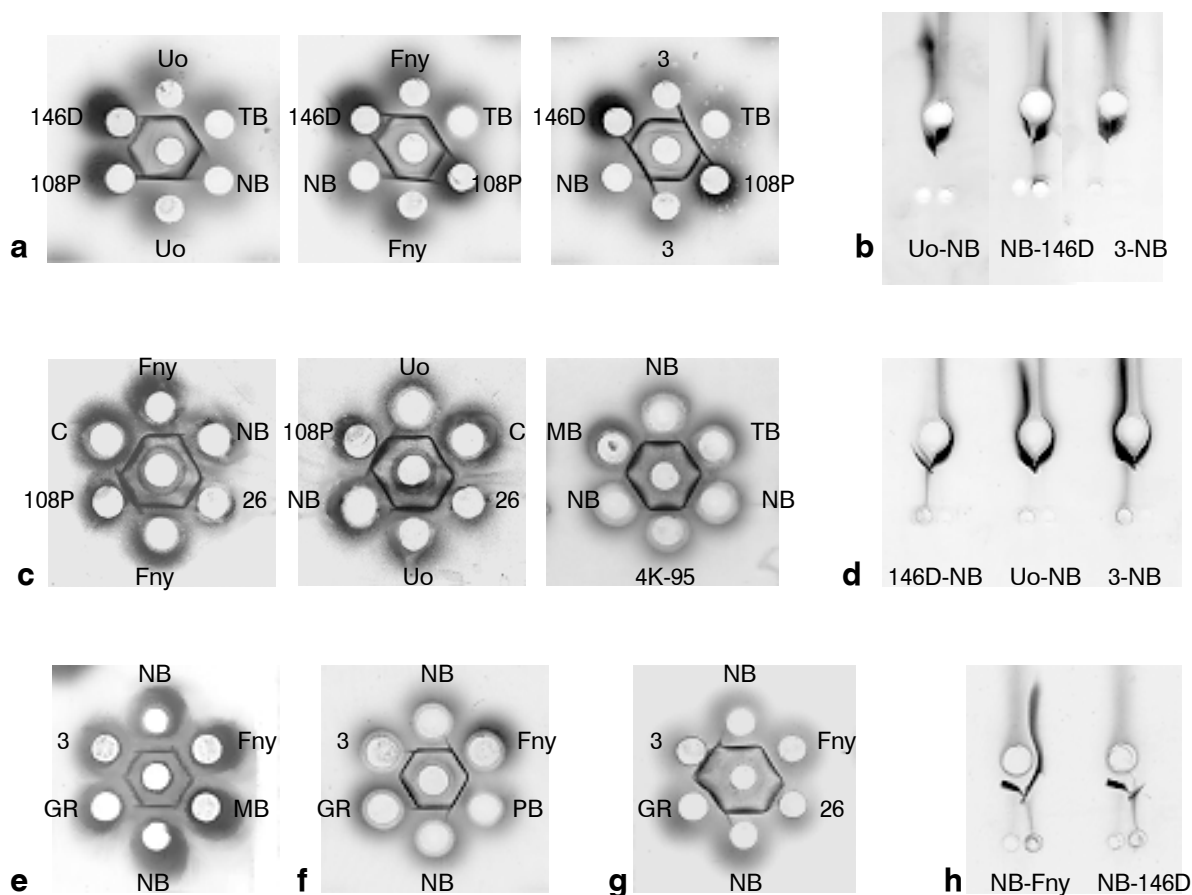 Uo
146D
TB
108P
NB
Uo
a
Fny
146D
TB
NB
108P
Fny
3
146D
TB
NB
108P
3
b
Uo-NB NB-146D 3-NB
Fny
C
NB
108P
26
c
Fny
Uo
108P
C
NB
26
Uo
NB
MB
TB
NB
NB
4K-95
d
146D-NB Uo-NB 3-NB
NB
3
Fny
GR
MB
e
NB
NB
3
Fny
GR
PB
f
NB
NB
3
Fny
GR
26
g
NB
h
NB-Fny NB-146D